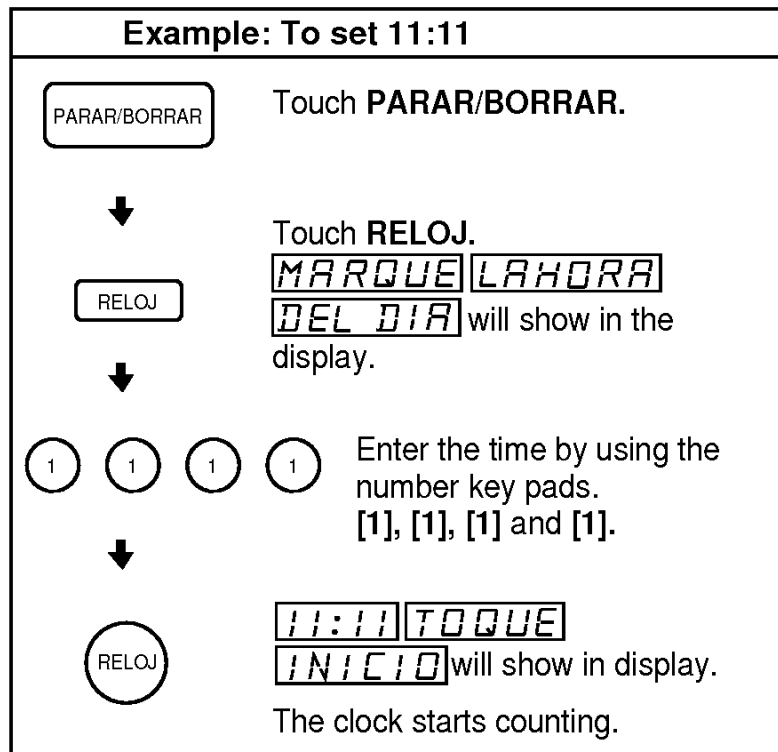 Example: To set 11:11
PARAR/BORRAR
Touch PARAR/BORRAR.
RELOJ
Touch RELOJ.
MARQUE LAHORA
DEL DIA will show in the
display.
1 1 1 1
Enter the time by using the
number key pads.
[1], [1], [1] and [1].
RELOJ
11:11 TOQUE
INICIO will show in display.
The clock starts counting.